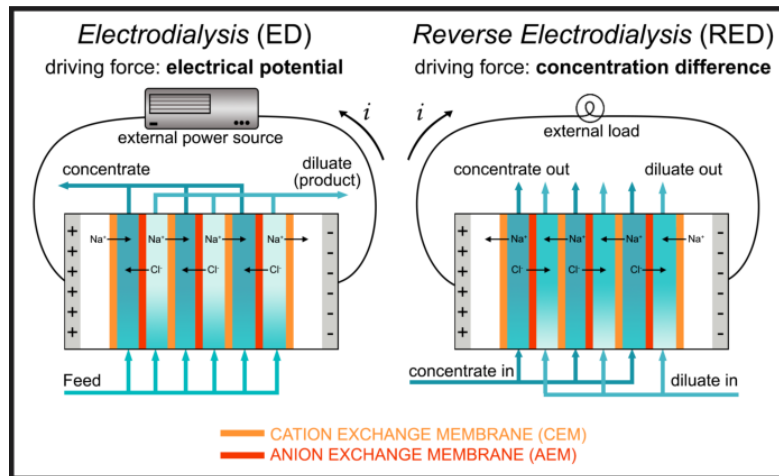 Electrodialysis (ED)
driving force: electrical potential
i
external power source
concentrate
diluate
(product)
+ + + + + +
Na⁺ Na⁺ Na⁺ Na⁺
Cl⁻ Cl⁻ Cl⁻
- - - - - -
Feed
Reverse Electrodialysis (RED)
driving force: concentration difference
i
external load
concentrate out
diluate out
+ + + + + +
Na⁺ Na⁺ Na⁺ Na⁺
Cl⁻ Cl⁻ Cl⁻
- - - - - -
concentrate in
diluate in
CATION EXCHANGE MEMBRANE (CEM)
ANION EXCHANGE MEMBRANE (AEM)